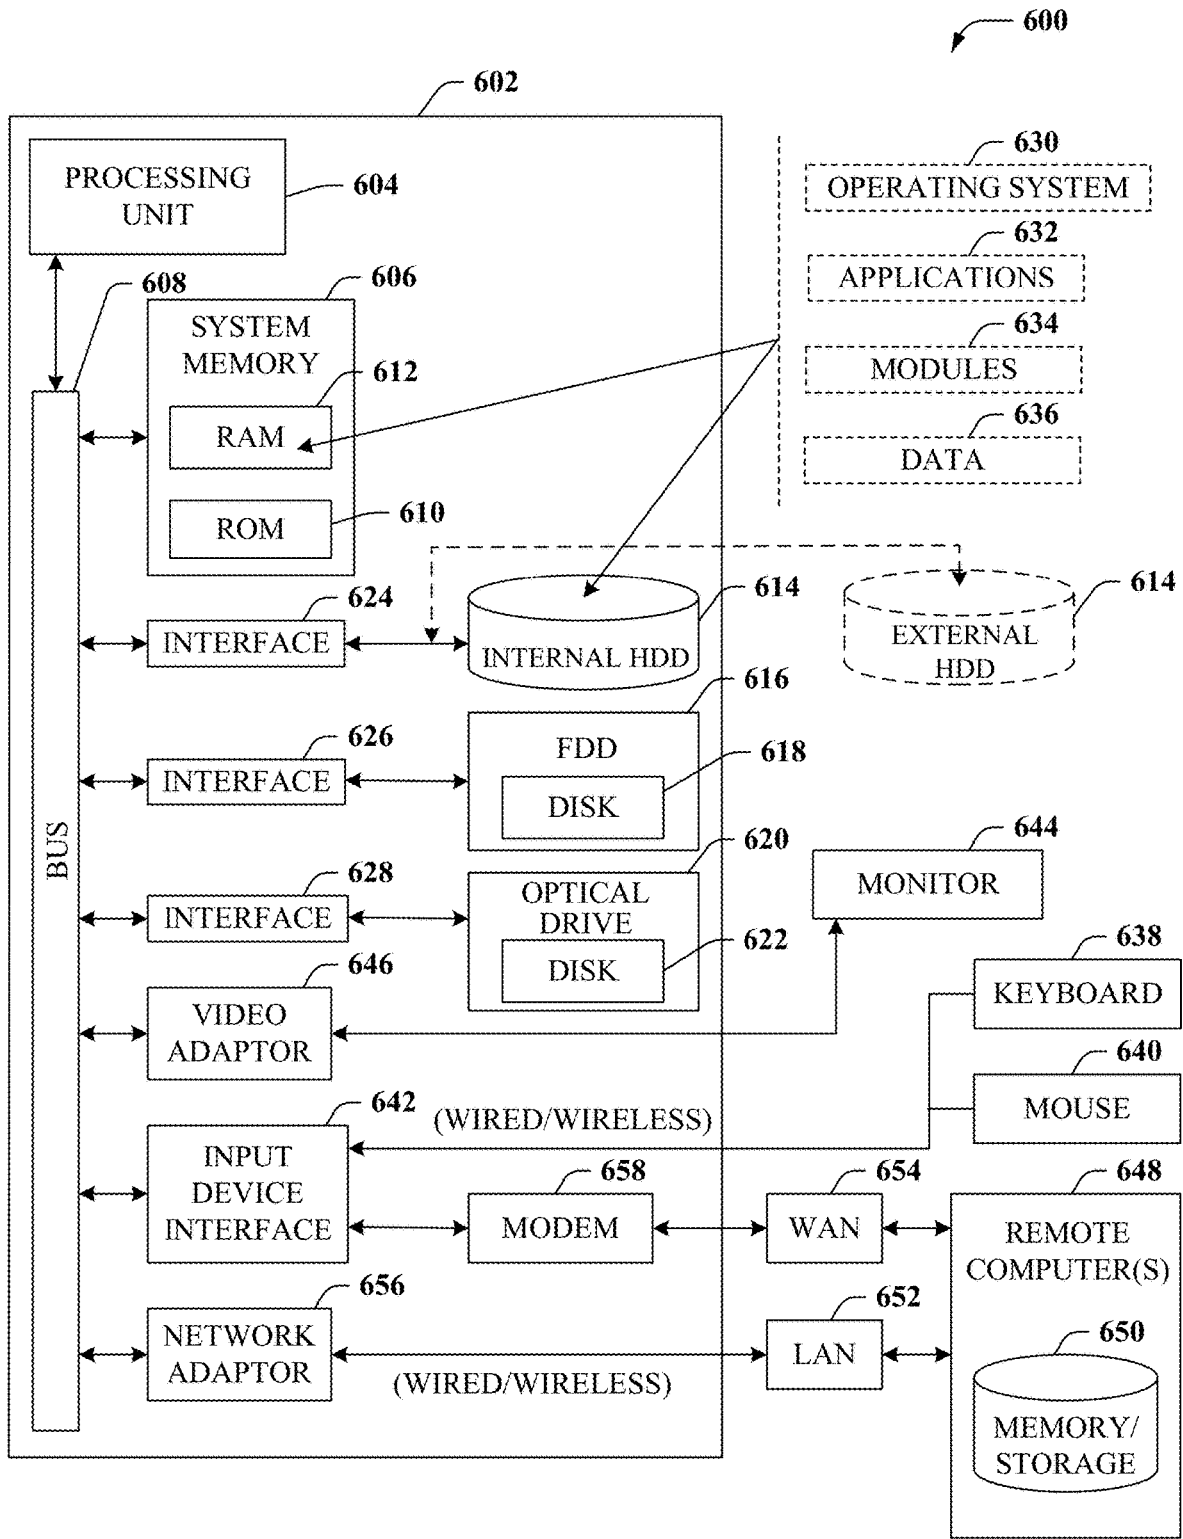 600
602
PROCESSING
UNIT
604
630
OPERATING SYSTEM
632
APPLICATIONS
634
MODULES
636
DATA
608
606
SYSTEM
MEMORY
612
RAM
610
ROM
624
INTERFACE
614
INTERNAL HDD
614
EXTERNAL
HDD
616
FDD
626
INTERFACE
618
DISK
BUS
620
OPTICAL
DRIVE
628
INTERFACE
622
DISK
644
MONITOR
646
VIDEO
ADAPTOR
638
KEYBOARD
640
MOUSE
642
INPUT
DEVICE
INTERFACE
(WIRED/WIRELESS)
658
MODEM
654
WAN
648
REMOTE
COMPUTER(S)
656
NETWORK
ADAPTOR
(WIRED/WIRELESS)
652
LAN
650
MEMORY/
STORAGE